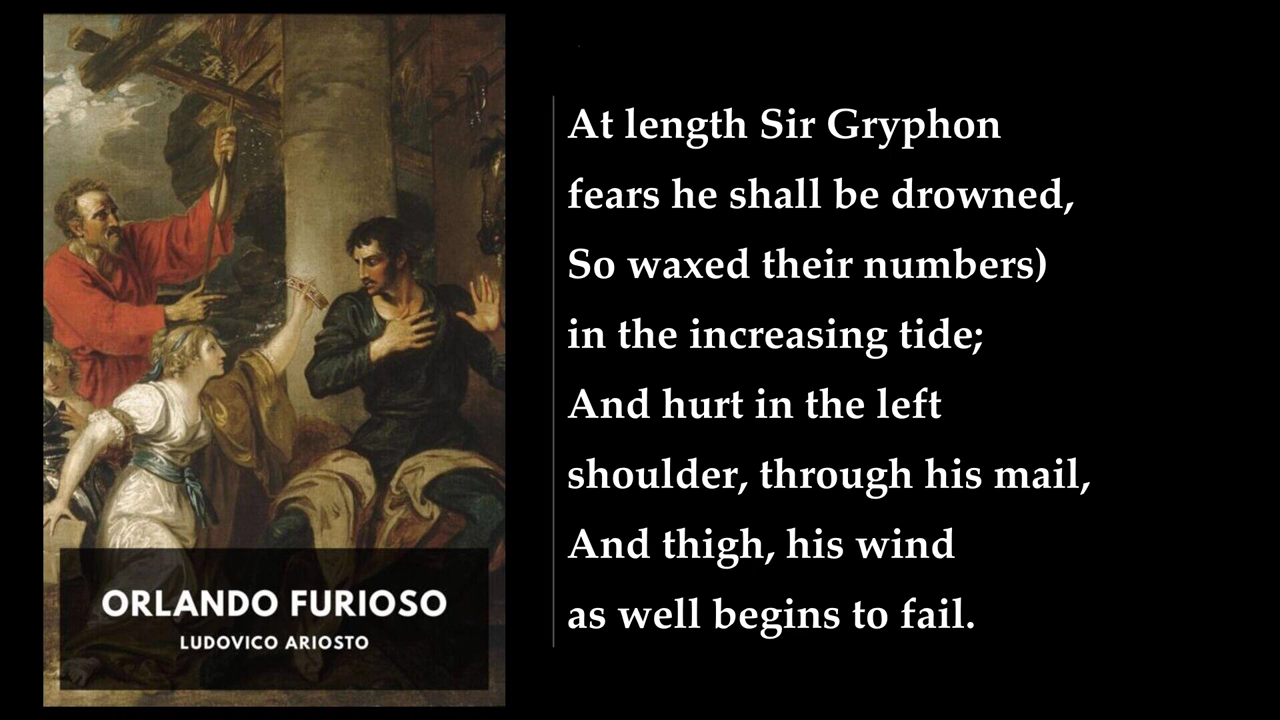 At length Sir Gryphon
fears he shall be drowned,
So waxed their numbers)
in the increasing tide;
And hurt in the left
shoulder, through his mail,
And thigh, his wind
as well begins to fail.
ORLANDO FURIOSO
LUDOVICO ARIOSTO